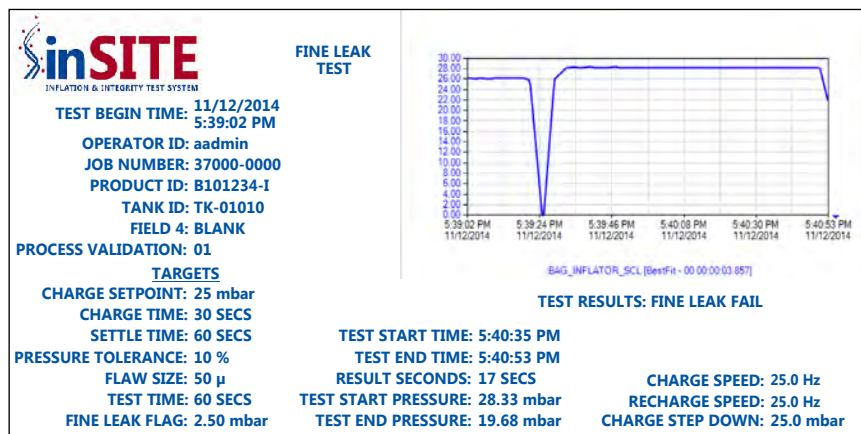 inSITE
INFLATION & INTEGRITY TEST SYSTEM
FINE LEAK
TEST
TEST BEGIN TIME: 11/12/2014
5:39:02 PM
OPERATOR ID: aadmin
JOB NUMBER: 37000-0000
PRODUCT ID: B101234-I
TANK ID: TK-01010
FIELD 4: BLANK
PROCESS VALIDATION: 01
TARGETS
CHARGE SETPOINT: 25 mbar
CHARGE TIME: 30 SECS
SETTLE TIME: 60 SECS
PRESSURE TOLERANCE: 10 %
FLAW SIZE: 50 µ
TEST TIME: 60 SECS
FINE LEAK FLAG: 2.50 mbar
30.00
28.00
26.00
24.00
22.00
20.00
18.00
16.00
14.00
12.00
10.00
8.00
6.00
4.00
2.00
0.00
5:39:02 PM 5:39:24 PM 5:39:46 PM 5:40:08 PM 5:40:30 PM 5:40:53 PM
11/12/2014 11/12/2014 11/12/2014 11/12/2014 11/12/2014 11/12/2014
BAG_INFLATOR_SCL [BestFit - 00 00:00:03.857]
TEST RESULTS: FINE LEAK FAIL
TEST START TIME: 5:40:35 PM
TEST END TIME: 5:40:53 PM
RESULT SECONDS: 17 SECS
TEST START PRESSURE: 28.33 mbar
TEST END PRESSURE: 19.68 mbar
CHARGE SPEED: 25.0 Hz
RECHARGE SPEED: 25.0 Hz
CHARGE STEP DOWN: 25.0 mbar